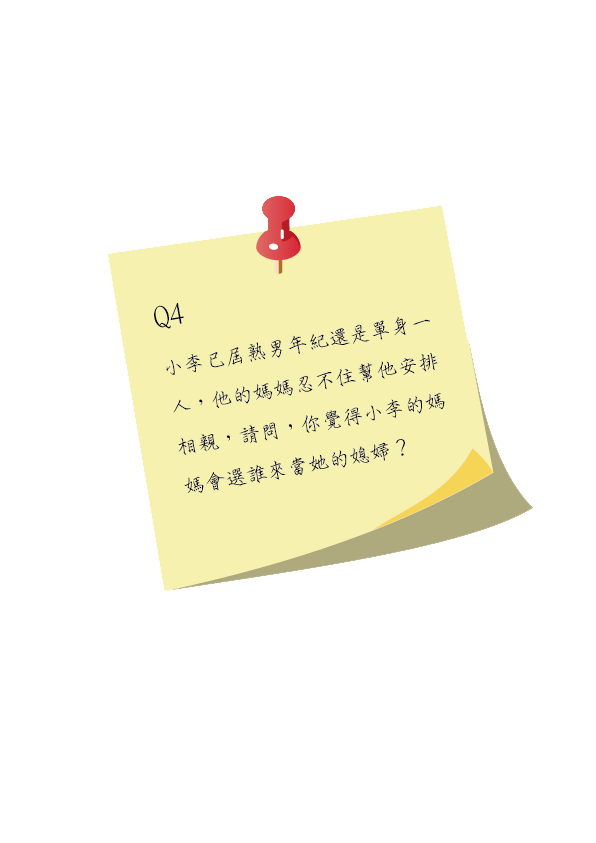 Q4
小李已屆熟男年紀還是單身一
人，他的媽媽忍不住幫他安排
相親，請問，你覺得小李的媽
媽會選誰來當她的媳婦？